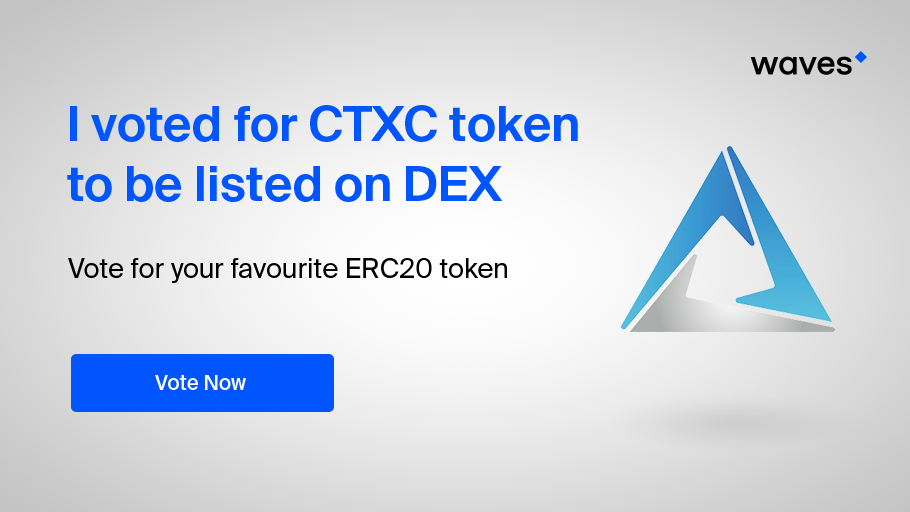 waves
I voted for CTXC token
to be listed on DEX
Vote for your favourite ERC20 token
Vote Now